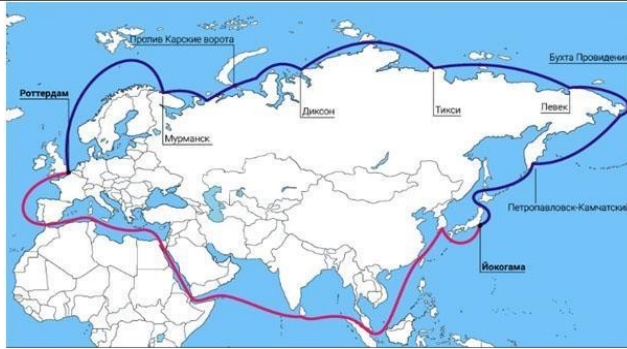 Пролив Карские ворота
Бухта Провидения
Роттердам
Диксон
Тикси
Певек
Мурманск
Петропавловск-Камчатский
Йокогама